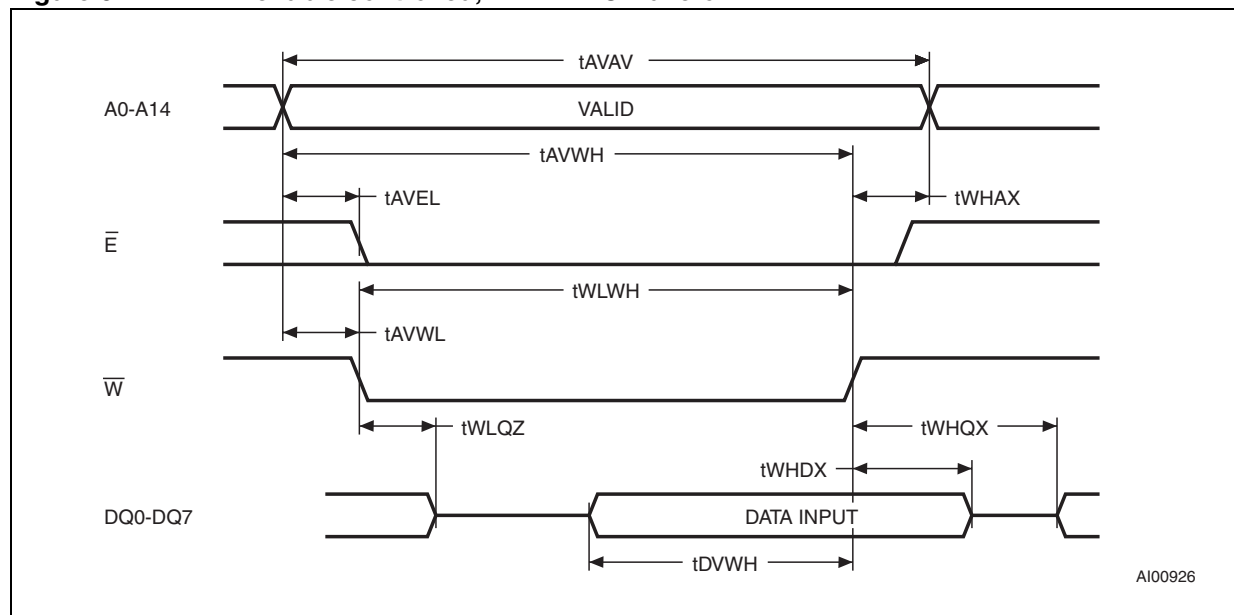 tAVAV
A0-A14
VALID
tAVWH
tAVEL
tWHAX
E̅
tWLWH
tAVWL
W̅
tWLQZ
tWHQX
tWHDX
DQ0-DQ7
DATA INPUT
tDVWH
AI00926